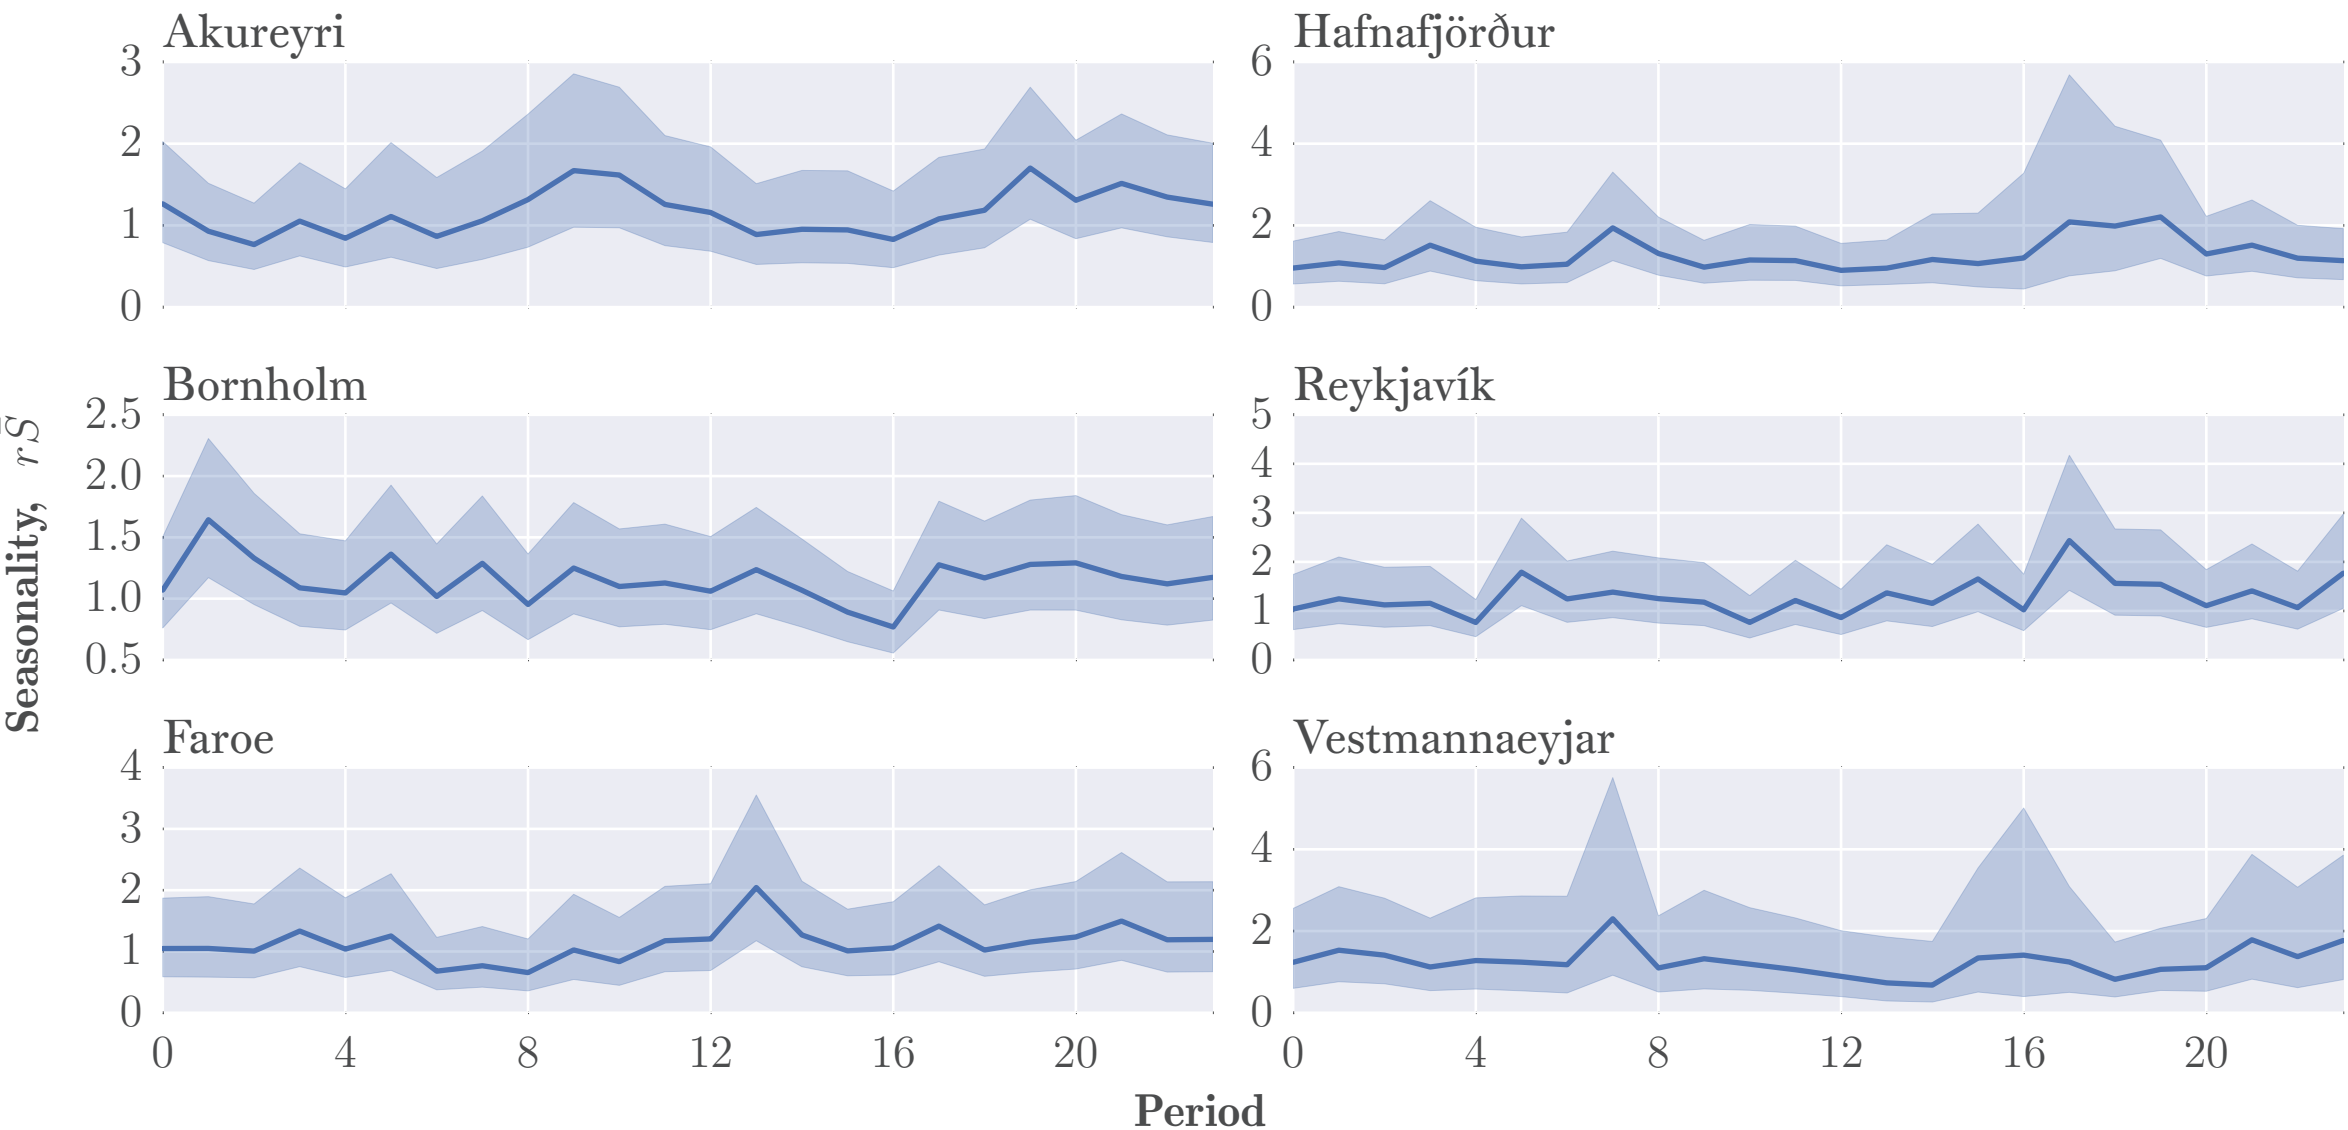 Akureyri
3
2
1
0
Hafnafjörður
6
4
2
0
Bornholm
2.5
2.0
1.5
1.0
0.5
Reykjavík
5
4
3
2
1
0
Faroe
4
3
2
1
0
0 4 8 12 16 20
Vestmannaeyjar
6
4
2
0
0 4 8 12 16 20
Seasonality, rS̄
Period